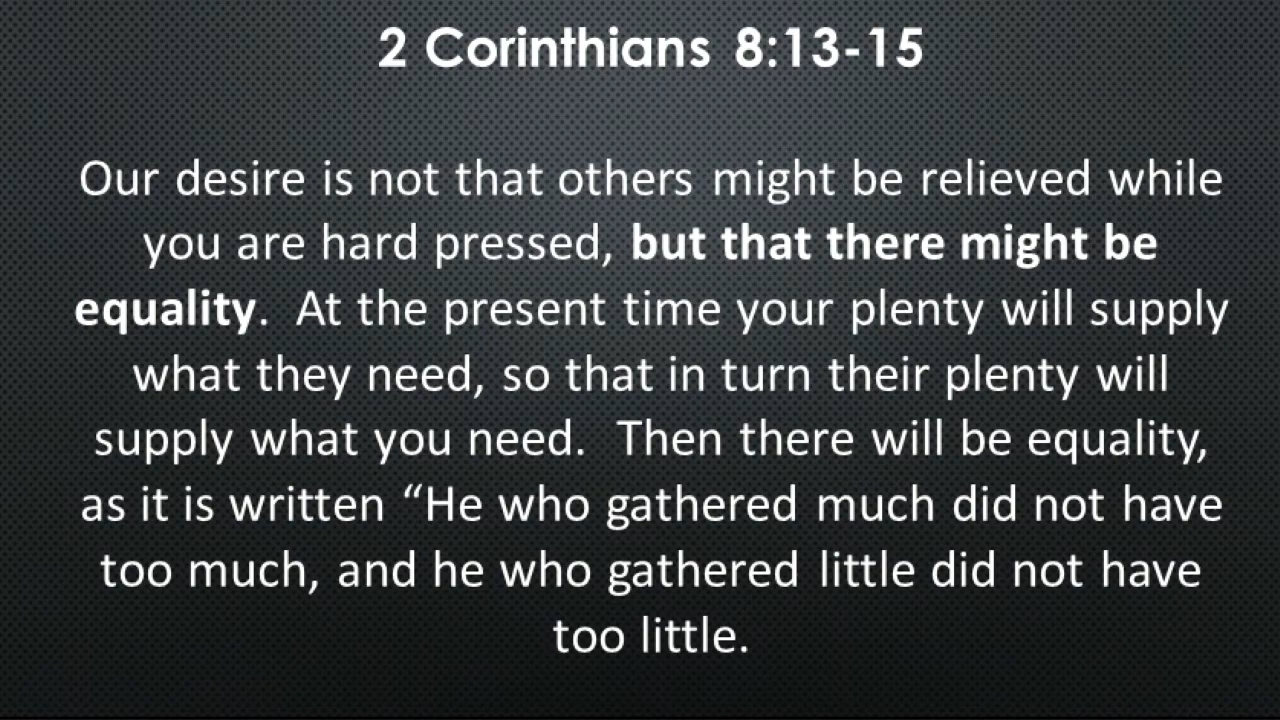 2 Corinthians 8:13-15
Our desire is not that others might be relieved while
you are hard pressed, but that there might be
equality.  At the present time your plenty will supply
what they need, so that in turn their plenty will
supply what you need.  Then there will be equality,
as it is written “He who gathered much did not have
too much, and he who gathered little did not have
too little.